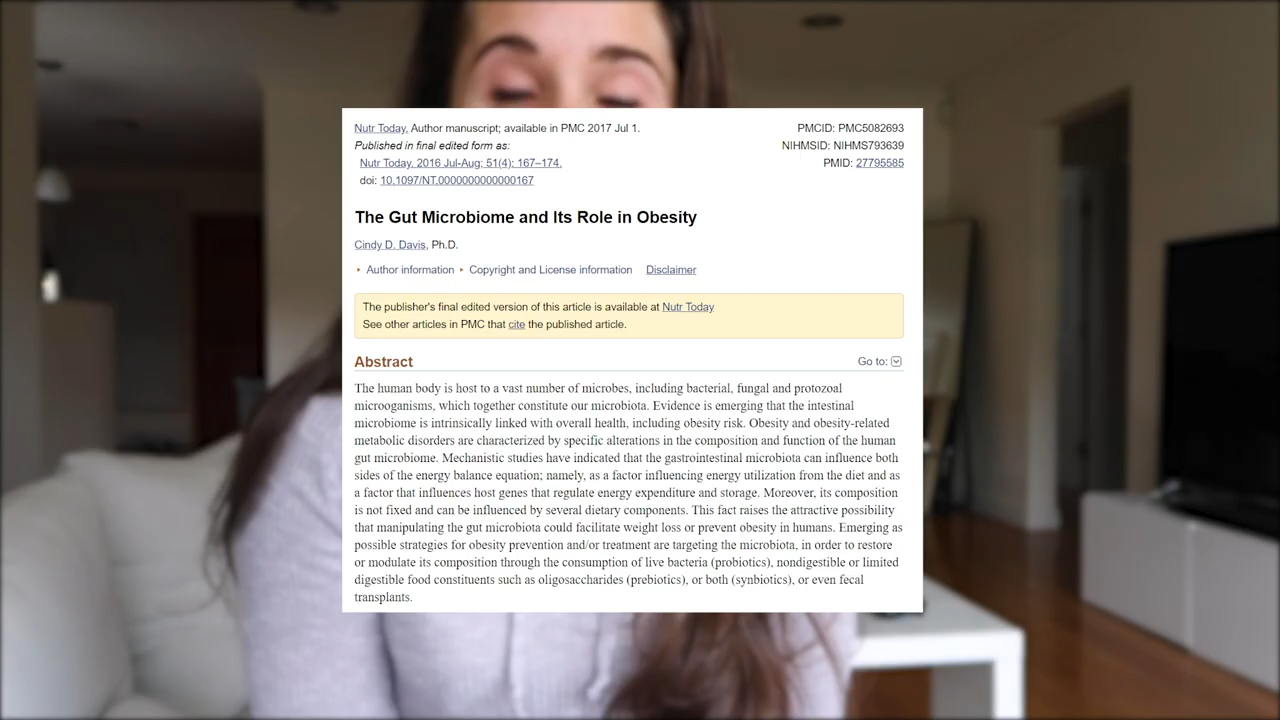 Nutr Today. Author manuscript; available in PMC 2017 Jul 1.
Published in final edited form as:
Nutr Today. 2016 Jul-Aug; 51(4): 167–174.
doi: 10.1097/NT.0000000000000167
PMCID: PMC5082693
NIHMSID: NIHMS793639
PMID: 27795585
The Gut Microbiome and Its Role in Obesity
Cindy D. Davis, Ph.D.
Author information Copyright and License information Disclaimer
The publisher's final edited version of this article is available at Nutr Today
See other articles in PMC that cite the published article.
Abstract
Go to:
The human body is host to a vast number of microbes, including bacterial, fungal and protozoal
microoganisms, which together constitute our microbiota. Evidence is emerging that the intestinal
microbiome is intrinsically linked with overall health, including obesity risk. Obesity and obesity-related
metabolic disorders are characterized by specific alterations in the composition and function of the human
gut microbiome. Mechanistic studies have indicated that the gastrointestinal microbiota can influence both
sides of the energy balance equation; namely, as a factor influencing energy utilization from the diet and as
a factor that influences host genes that regulate energy expenditure and storage. Moreover, its composition
is not fixed and can be influenced by several dietary components. This fact raises the attractive possibility
that manipulating the gut microbiota could facilitate weight loss or prevent obesity in humans. Emerging as
possible strategies for obesity prevention and/or treatment are targeting the microbiota, in order to restore
or modulate its composition through the consumption of live bacteria (probiotics), nondigestible or limited
digestible food constituents such as oligosaccharides (prebiotics), or both (synbiotics), or even fecal
transplants.